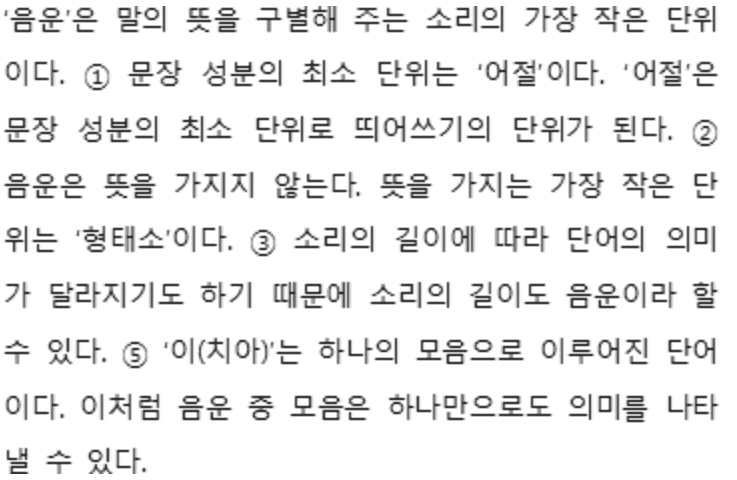 ‘음운’은 말의 뜻을 구별해 주는 소리의 가장 작은 단위
이다. ① 문장 성분의 최소 단위는 ‘어절’이다. ‘어절’은
문장 성분의 최소 단위로 띄어쓰기의 단위가 된다. ②
음운은 뜻을 가지지 않는다. 뜻을 가지는 가장 작은 단
위는 ‘형태소’이다. ③ 소리의 길이에 따라 단어의 의미
가 달라지기도 하기 때문에 소리의 길이도 음운이라 할
수 있다. ⑤ ‘이(치아)’는 하나의 모음으로 이루어진 단어
이다. 이처럼 음운 중 모음은 하나만으로도 의미를 나타
낼 수 있다.